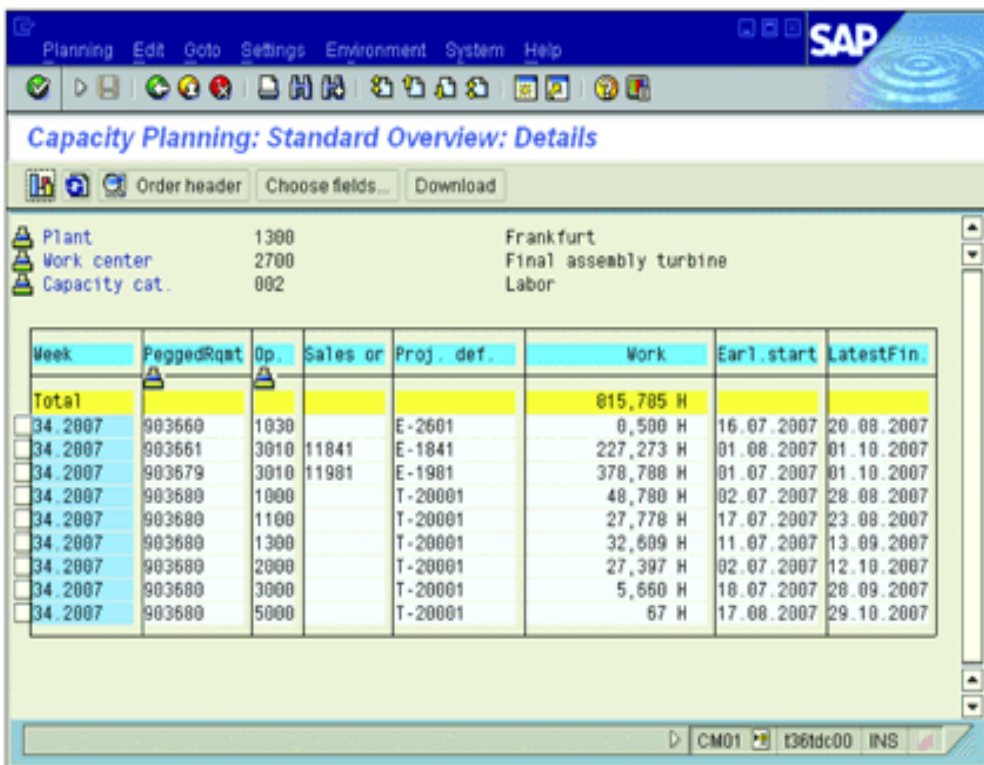 Planning Edit Goto Settings Environment System Help
SAP
Capacity Planning: Standard Overview: Details
Order header Choose fields... Download
Plant 1300 Frankfurt
Work center 2700 Final assembly turbine
Capacity cat. 002 Labor
Week PeggedRqmt Op. Sales or Proj. def. Work Earl.start LatestFin.
Total 815,785 H
34.2007 903660 1030 E-2601 0,500 H 16.07.2007 20.08.2007
34.2007 903661 3010 11841 E-1841 227,273 H 01.08.2007 01.10.2007
34.2007 903679 3010 11981 E-1981 378,788 H 01.07.2007 01.10.2007
34.2007 903680 1000 T-20001 48,780 H 02.07.2007 28.08.2007
34.2007 903680 1100 T-20001 27,778 H 17.07.2007 23.08.2007
34.2007 903680 1300 T-20001 32,609 H 11.07.2007 13.09.2007
34.2007 903680 2000 T-20001 27,397 H 02.07.2007 12.10.2007
34.2007 903680 3000 T-20001 5,660 H 18.07.2007 28.09.2007
34.2007 903680 5000 T-20001 67 H 17.08.2007 29.10.2007
CM01 t36tdc00 INS